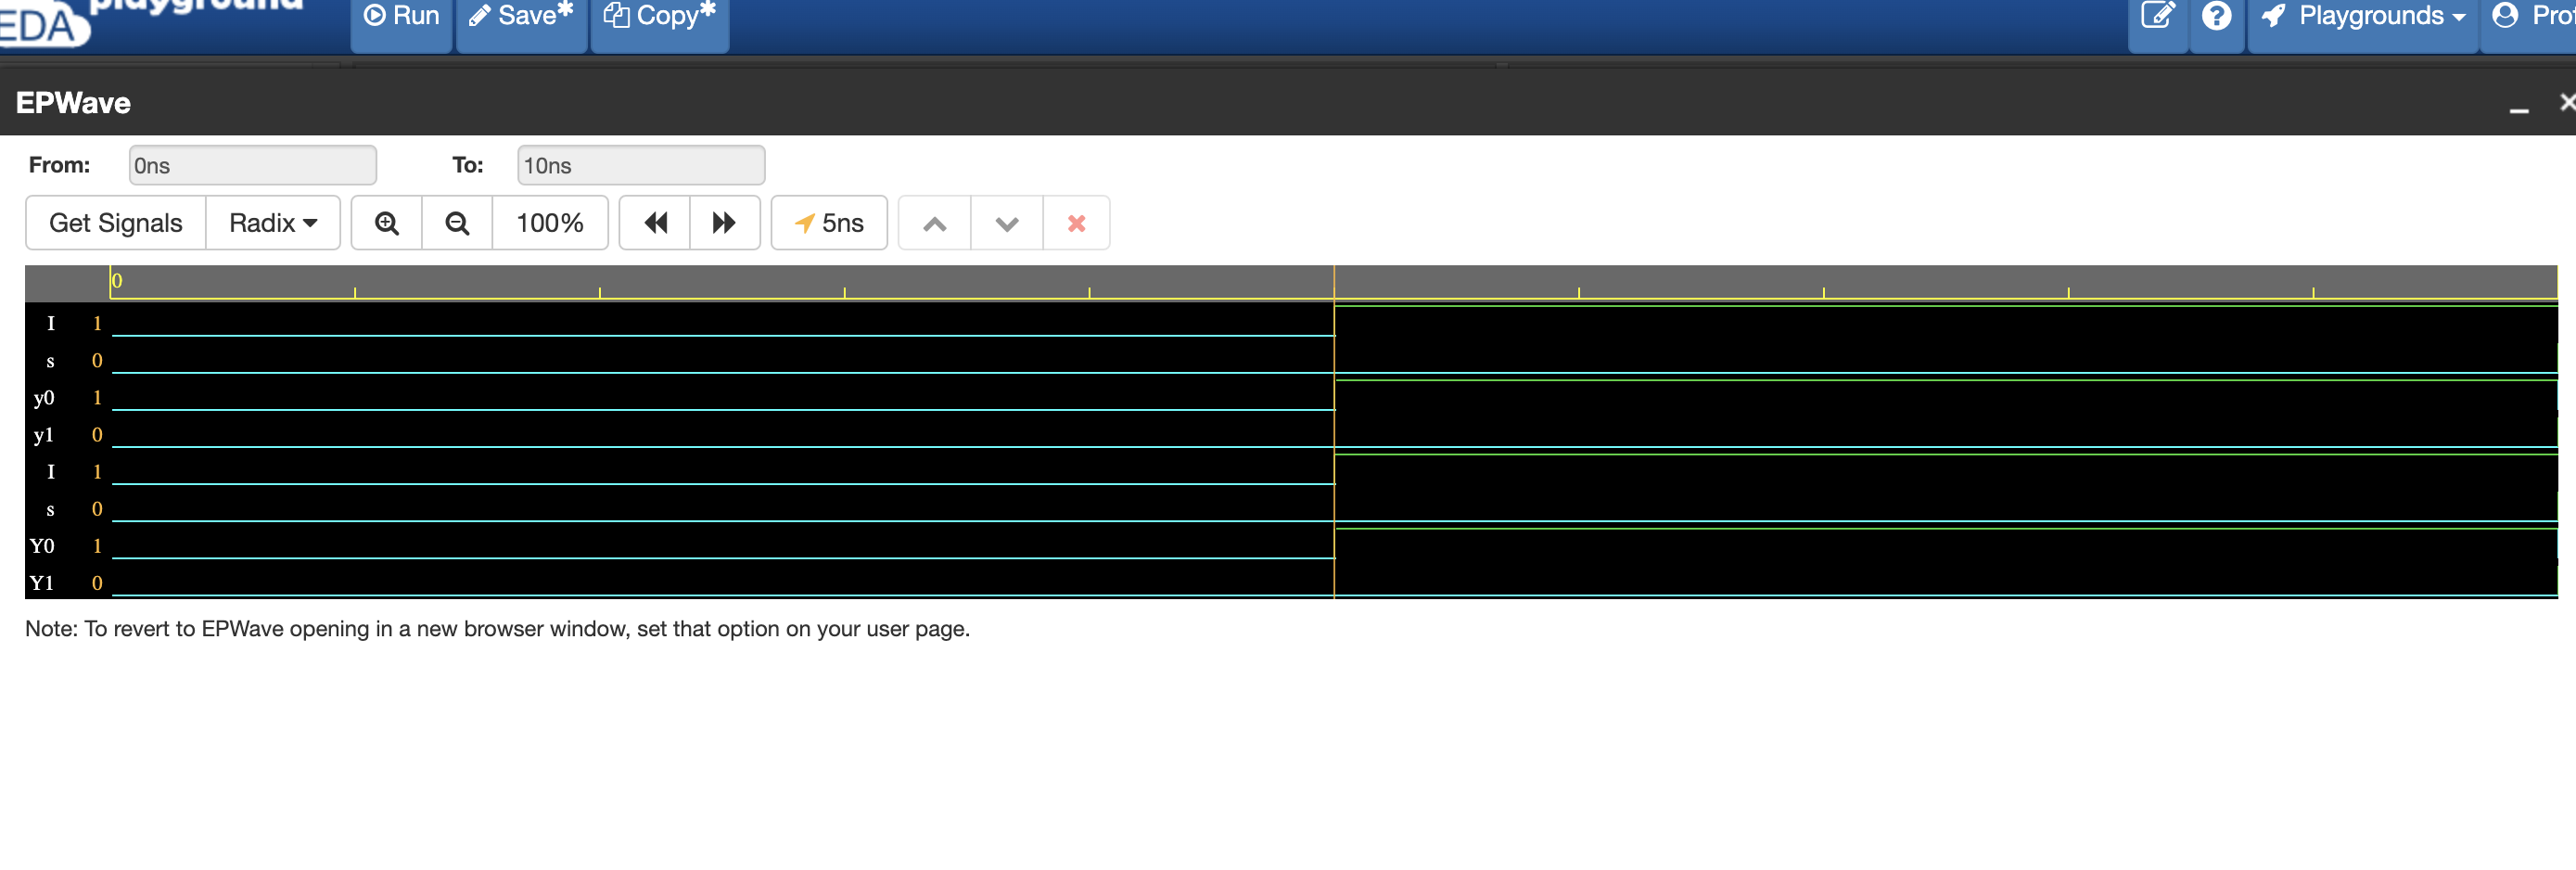 EDA playground Run Save* Copy* Playgrounds
EPWave
From: 0ns To: 10ns
Get Signals Radix 100% 5ns
0
I 1
s 0
y0 1
y1 0
I 1
s 0
Y0 1
Y1 0
Note: To revert to EPWave opening in a new browser window, set that option on your user page.